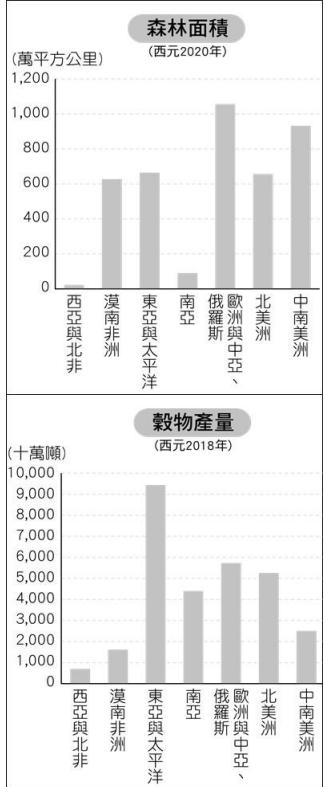 森林面積
(西元2020年)
(萬平方公里)
1,200
1,000
800
600
400
200
0
西亞與北非
漠南非洲
東亞與太平洋
南亞
歐洲與中亞、
俄羅斯
北美洲
中南美洲
穀物產量
(西元2018年)
(十萬噸)
10,000
9,000
8,000
7,000
6,000
5,000
4,000
3,000
2,000
1,000
0
西亞與北非
漠南非洲
東亞與太平洋
南亞
歐洲與中亞、
俄羅斯
北美洲
中南美洲